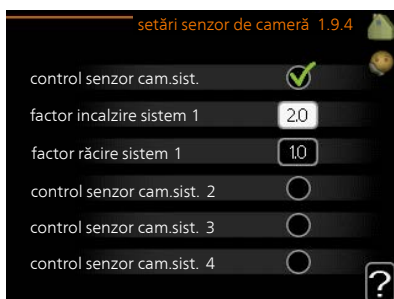 setări senzor de cameră 1.9.4
control senzor cam.sist.
factor incalzire sistem 1 2.0
factor răcire sistem 1 1.0
control senzor cam.sist. 2
control senzor cam.sist. 3
control senzor cam.sist. 4
?